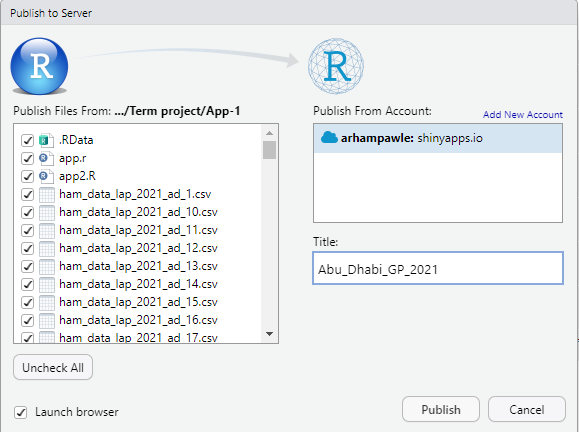 Publish to Server
R
R
Publish Files From: .../Term project/App-1
.RData
app.r
app2.R
ham_data_lap_2021_ad_1.csv
ham_data_lap_2021_ad_10.csv
ham_data_lap_2021_ad_11.csv
ham_data_lap_2021_ad_12.csv
ham_data_lap_2021_ad_13.csv
ham_data_lap_2021_ad_14.csv
ham_data_lap_2021_ad_15.csv
ham_data_lap_2021_ad_16.csv
ham_data_lap_2021_ad_17.csv
Uncheck All
Launch browser
Publish From Account:
Add New Account
arhampawle: shinyapps.io
Title:
Abu_Dhabi_GP_2021
Publish
Cancel